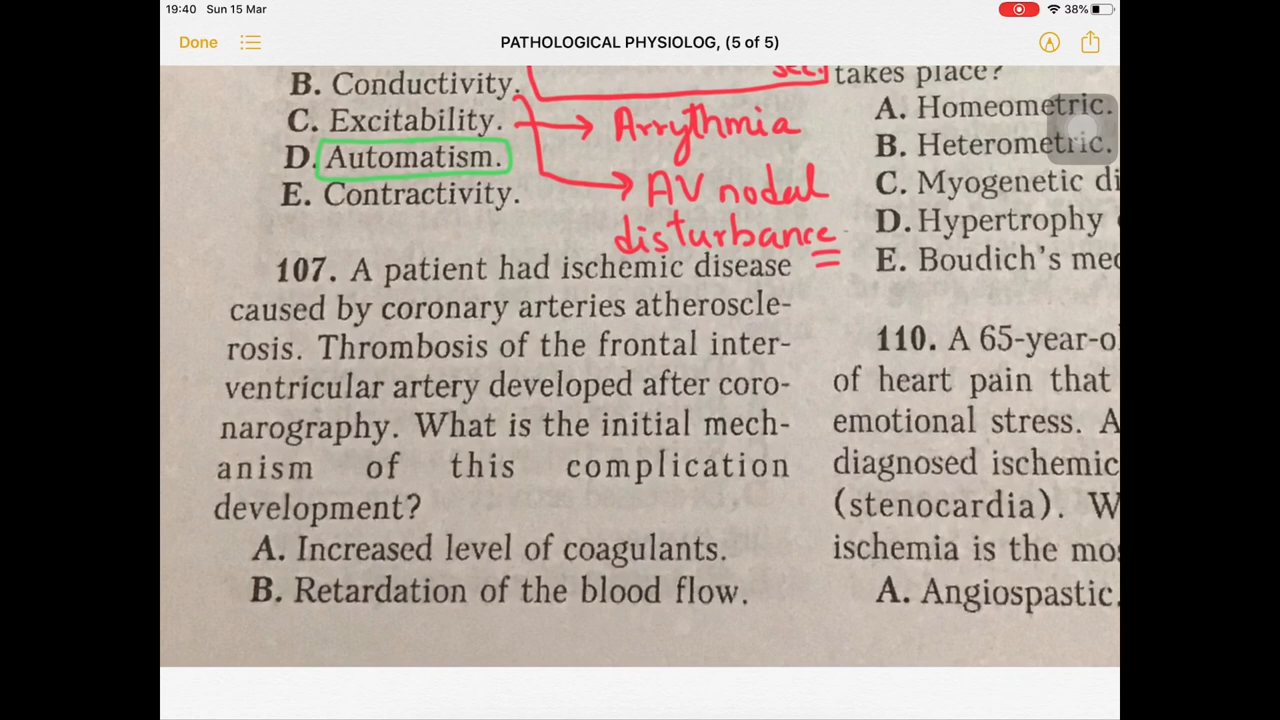 19:40 Sun 15 Mar
38%
Done
PATHOLOGICAL PHYSIOLOG, (5 of 5)
B. Conductivity.
C. Excitability.
D. Automatism.
E. Contractivity.
sec.
Arrythmia
AV nodal
disturbance
107. A patient had ischemic disease
caused by coronary arteries atheroscle-
rosis. Thrombosis of the frontal inter-
ventricular artery developed after coro-
narography. What is the initial mech-
anism of this complication
development?
A. Increased level of coagulants.
B. Retardation of the blood flow.
takes place?
A. Homeometric.
B. Heterometric.
C. Myogenetic di
D. Hypertrophy
E. Boudich's mec
110. A 65-year-o
of heart pain that
emotional stress. A
diagnosed ischemic
(stenocardia). W
ischemia is the mo
A. Angiospastic.